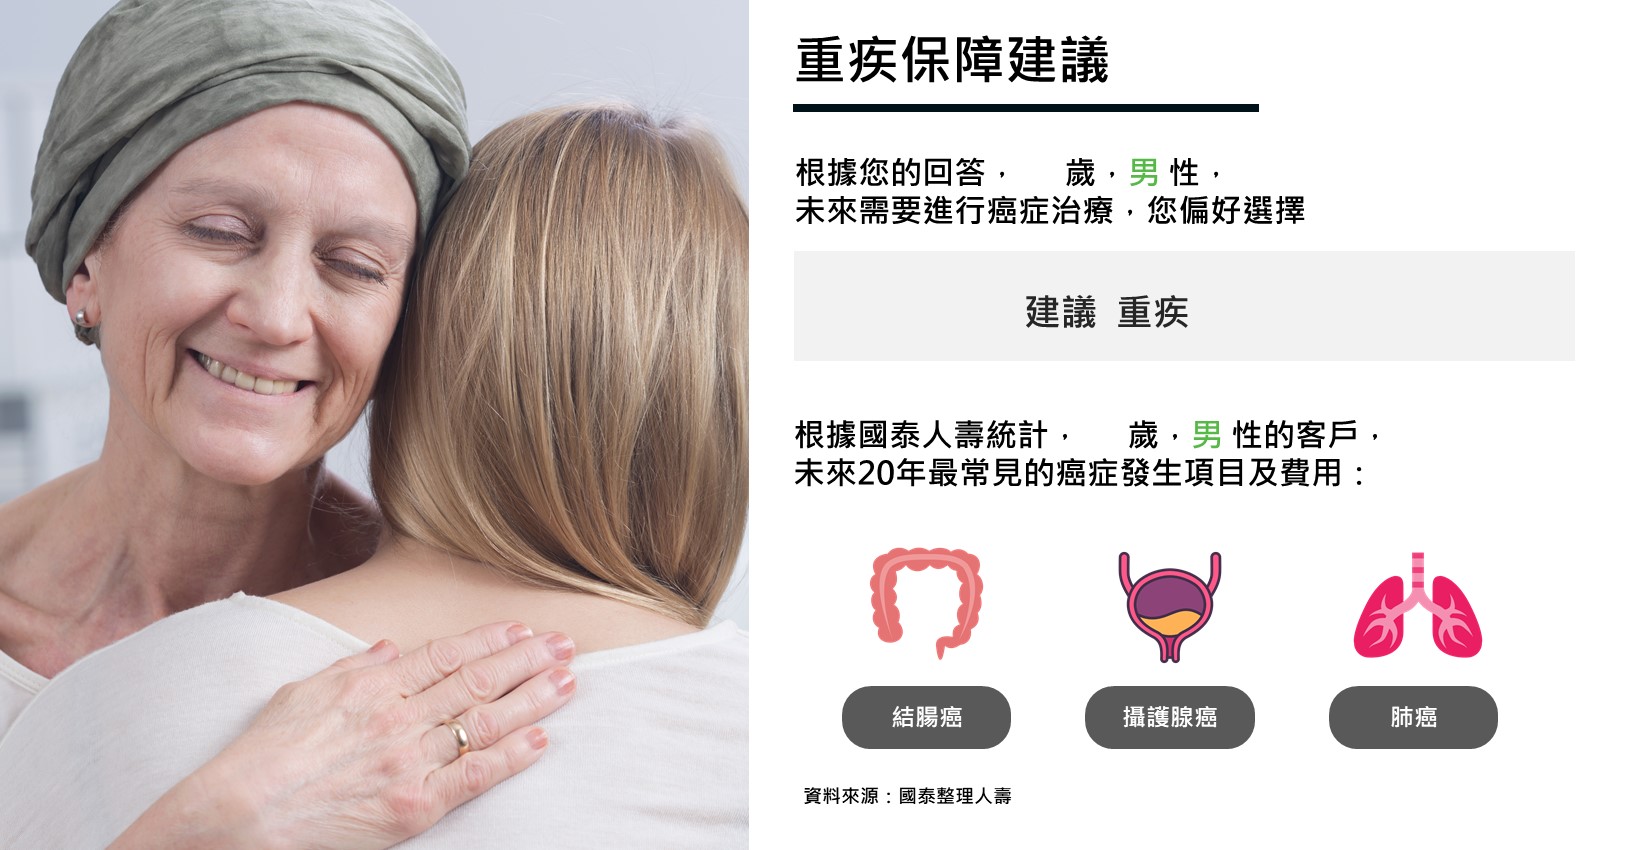 重疾保障建議
根據您的回答，　歲，男 性，
未來需要進行癌症治療，您偏好選擇
建議 重疾
根據國泰人壽統計，　歲，男 性的客戶，
未來20年最常見的癌症發生項目及費用：
結腸癌
攝護腺癌
肺癌
資料來源：國泰整理人壽